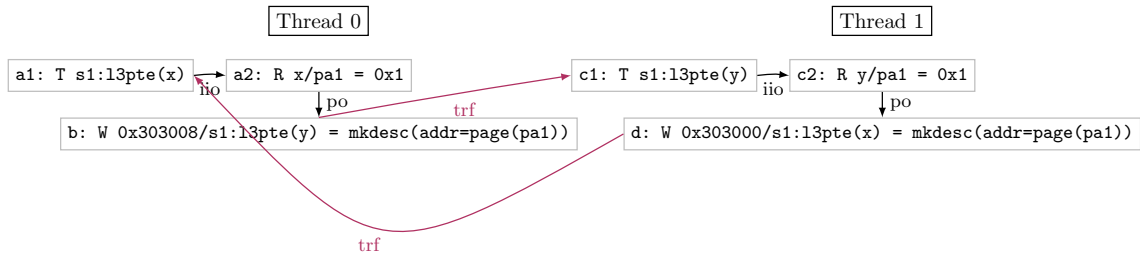 Thread 0
Thread 1
a1: T s1:l3pte(x)
iio
a2: R x/pa1 = 0x1
c1: T s1:l3pte(y)
iio
c2: R y/pa1 = 0x1
po
trf
po
b: W 0x303008/s1:l3pte(y) = mkdesc(addr=page(pa1))
d: W 0x303000/s1:l3pte(x) = mkdesc(addr=page(pa1))
trf